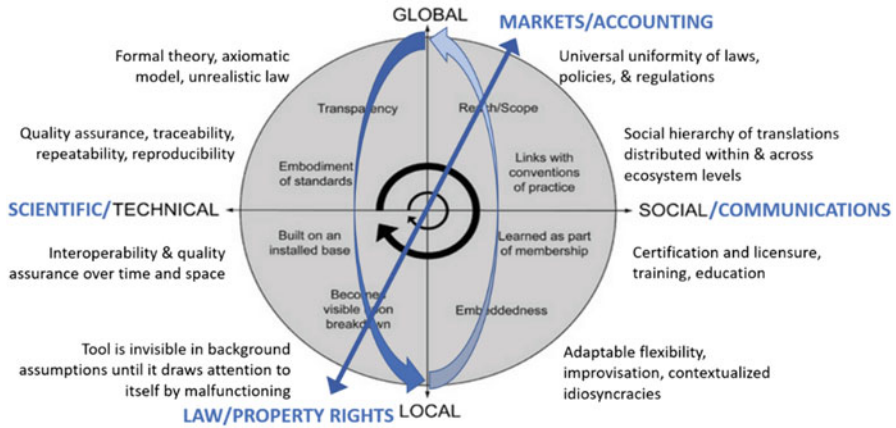 GLOBAL
MARKETS/ACCOUNTING
Formal theory, axiomatic
model, unrealistic law
Universal uniformity of laws,
policies, & regulations
Transparency
Reach/Scope
Quality assurance, traceability,
repeatability, reproducibility
Social hierarchy of translations
distributed within & across
ecosystem levels
Embodiment
of standards
Links with
conventions
of practice
SCIENTIFIC/TECHNICAL
SOCIAL/COMMUNICATIONS
Interoperability & quality
assurance over time and space
Built on an
installed base
Learned as part
of membership
Certification and licensure,
training, education
Becomes
visible upon
breakdown
Embeddedness
Tool is invisible in background
assumptions until it draws attention to
itself by malfunctioning
Adaptable flexibility,
improvisation, contextualized
idiosyncracies
LAW/PROPERTY RIGHTS
LOCAL